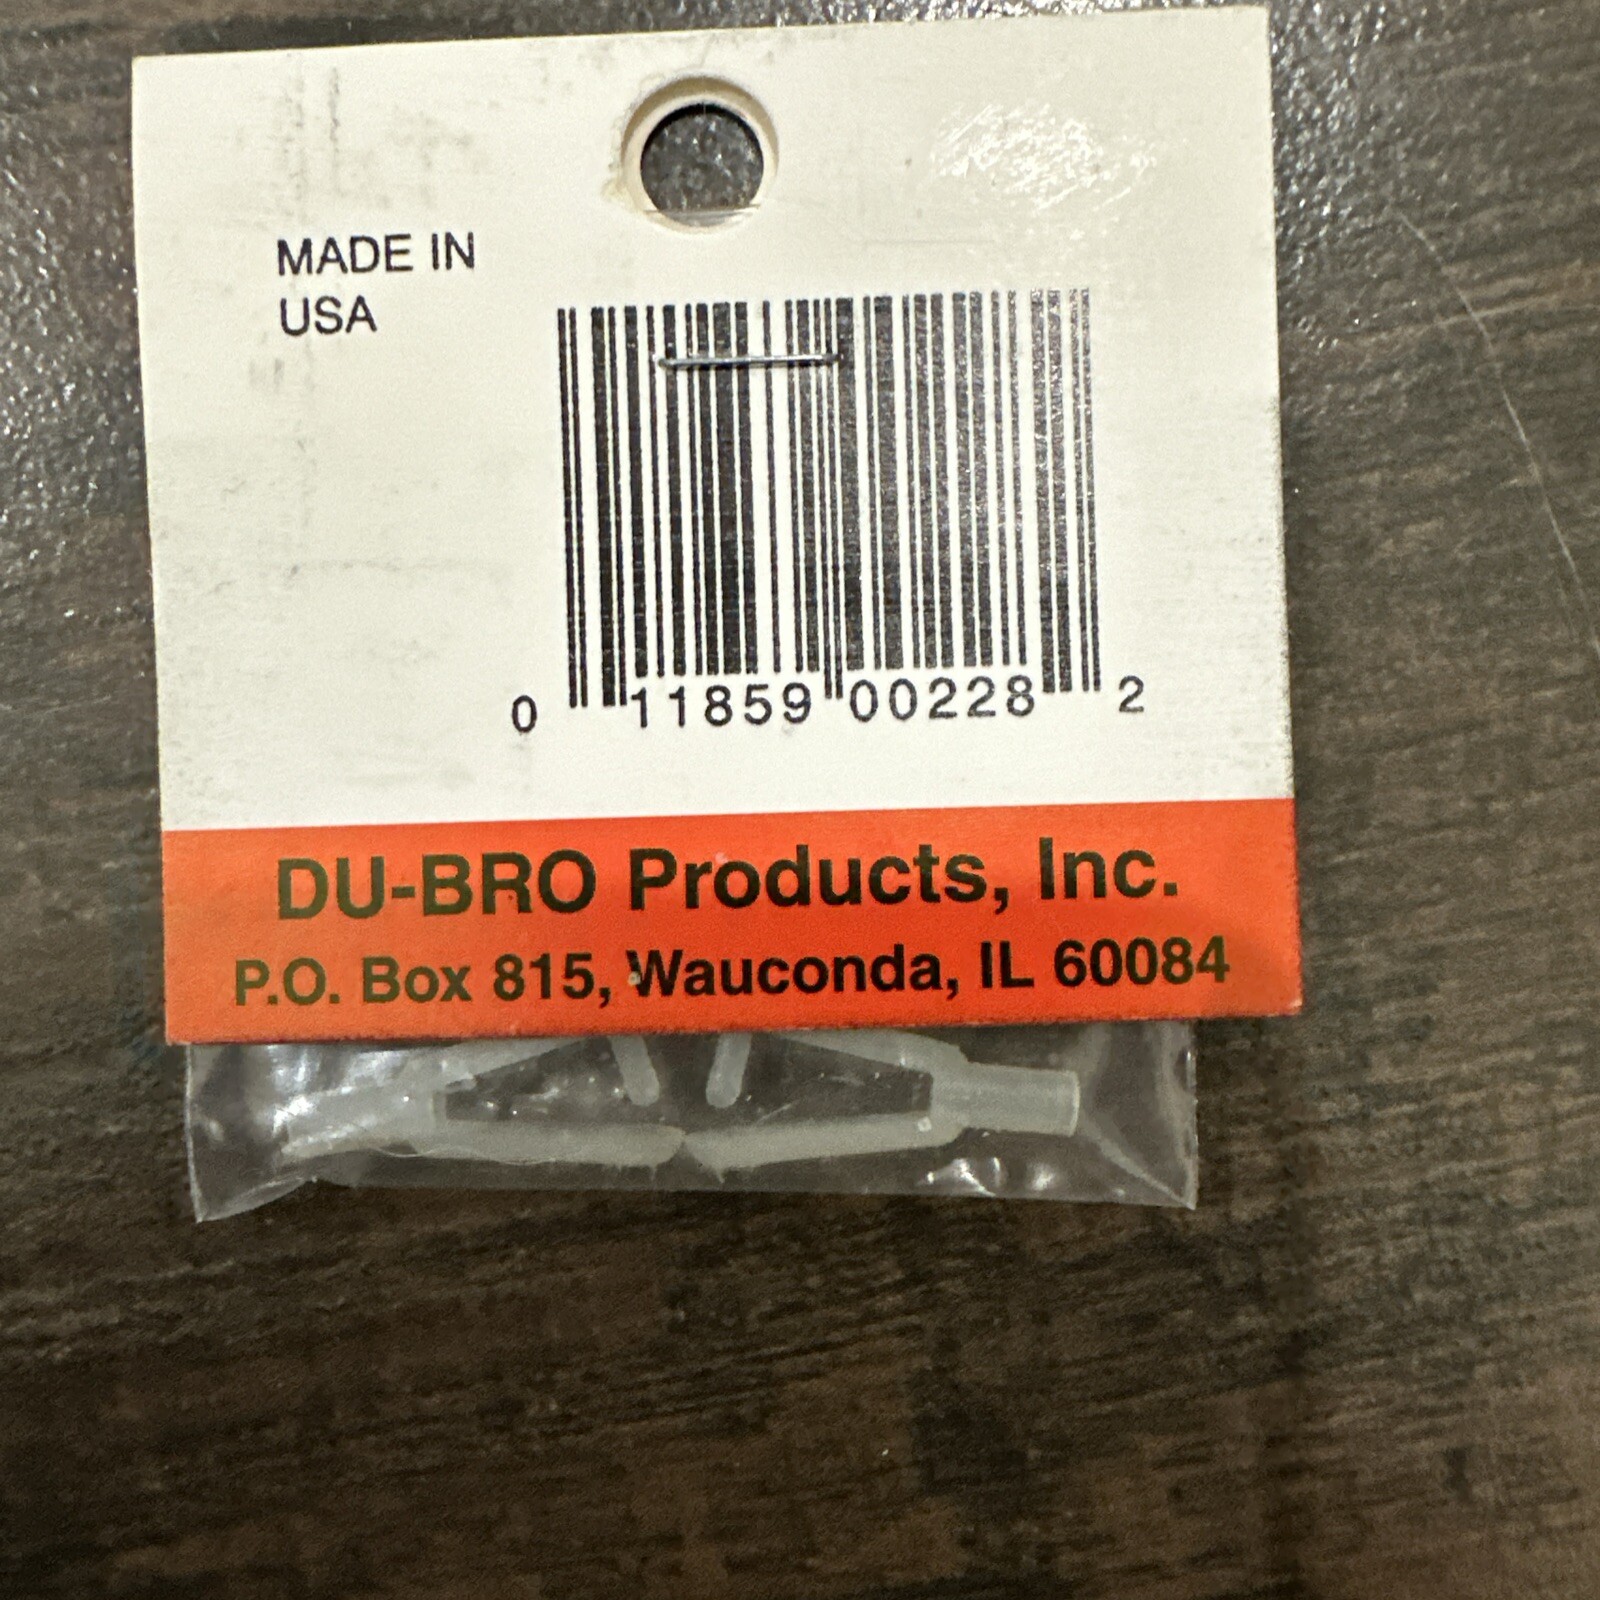 MADE IN
USA
0 11859 00228 2
DU-BRO Products, Inc.
P.O. Box 815, Wauconda, IL 60084